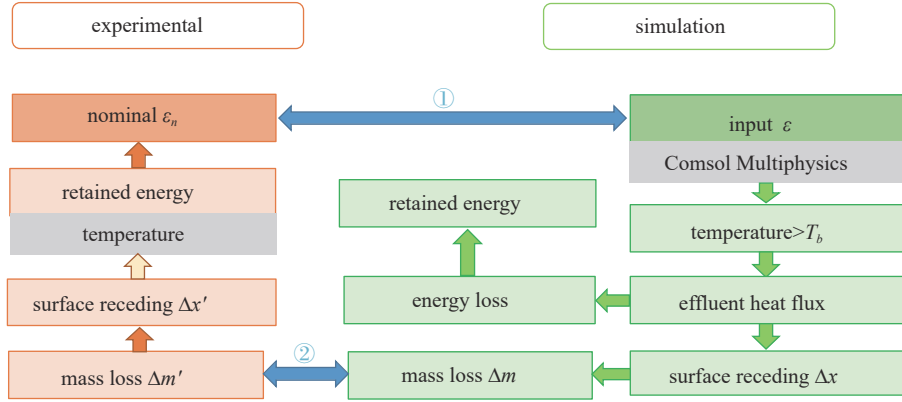 experimental
simulation
①
nominal εₙ
input ε
Comsol Multiphysics
retained energy
retained energy
temperature
temperature>T_b
surface receding Δx′
energy loss
effluent heat flux
②
mass loss Δm′
mass loss Δm
surface receding Δx